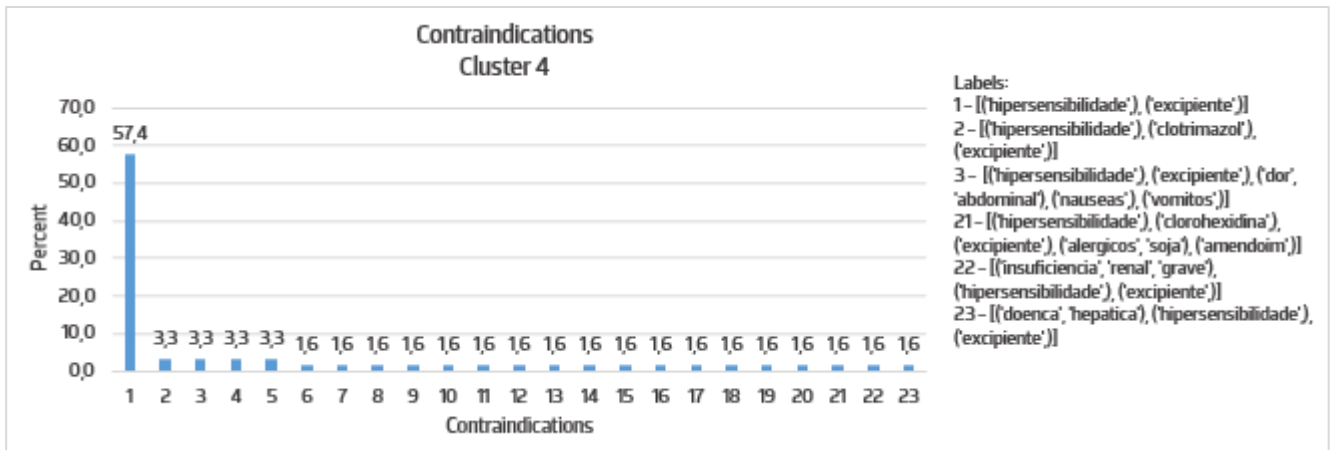 Contraindications
Cluster 4
70,0
60,0
50,0
40,0
30,0
20,0
10,0
0,0
Percent
57,4
3,3 3,3 3,3 3,3 1,6 1,6 1,6 1,6 1,6 1,6 1,6 1,6 1,6 1,6 1,6 1,6 1,6 1,6 1,6 1,6 1,6 1,6
1 2 3 4 5 6 7 8 9 10 11 12 13 14 15 16 17 18 19 20 21 22 23
Contraindications
Labels:
1 – [('hipersensibilidade',), ('excipiente',)]
2 – [('hipersensibilidade',), ('clotrimazol',),
('excipiente',)]
3 – [('hipersensibilidade',), ('excipiente',), ('dor',
'abdominal'), ('nauseas',), ('vomitos',)]
21 – [('hipersensibilidade',), ('clorohexidina',),
('excipiente',), ('alergicos', 'soja'), ('amendoim',)]
22 – [('insuficiencia', 'renal', 'grave'),
('hipersensibilidade',), ('excipiente',)]
23 – [('doenca', 'hepatica'), ('hipersensibilidade',),
('excipiente',)]